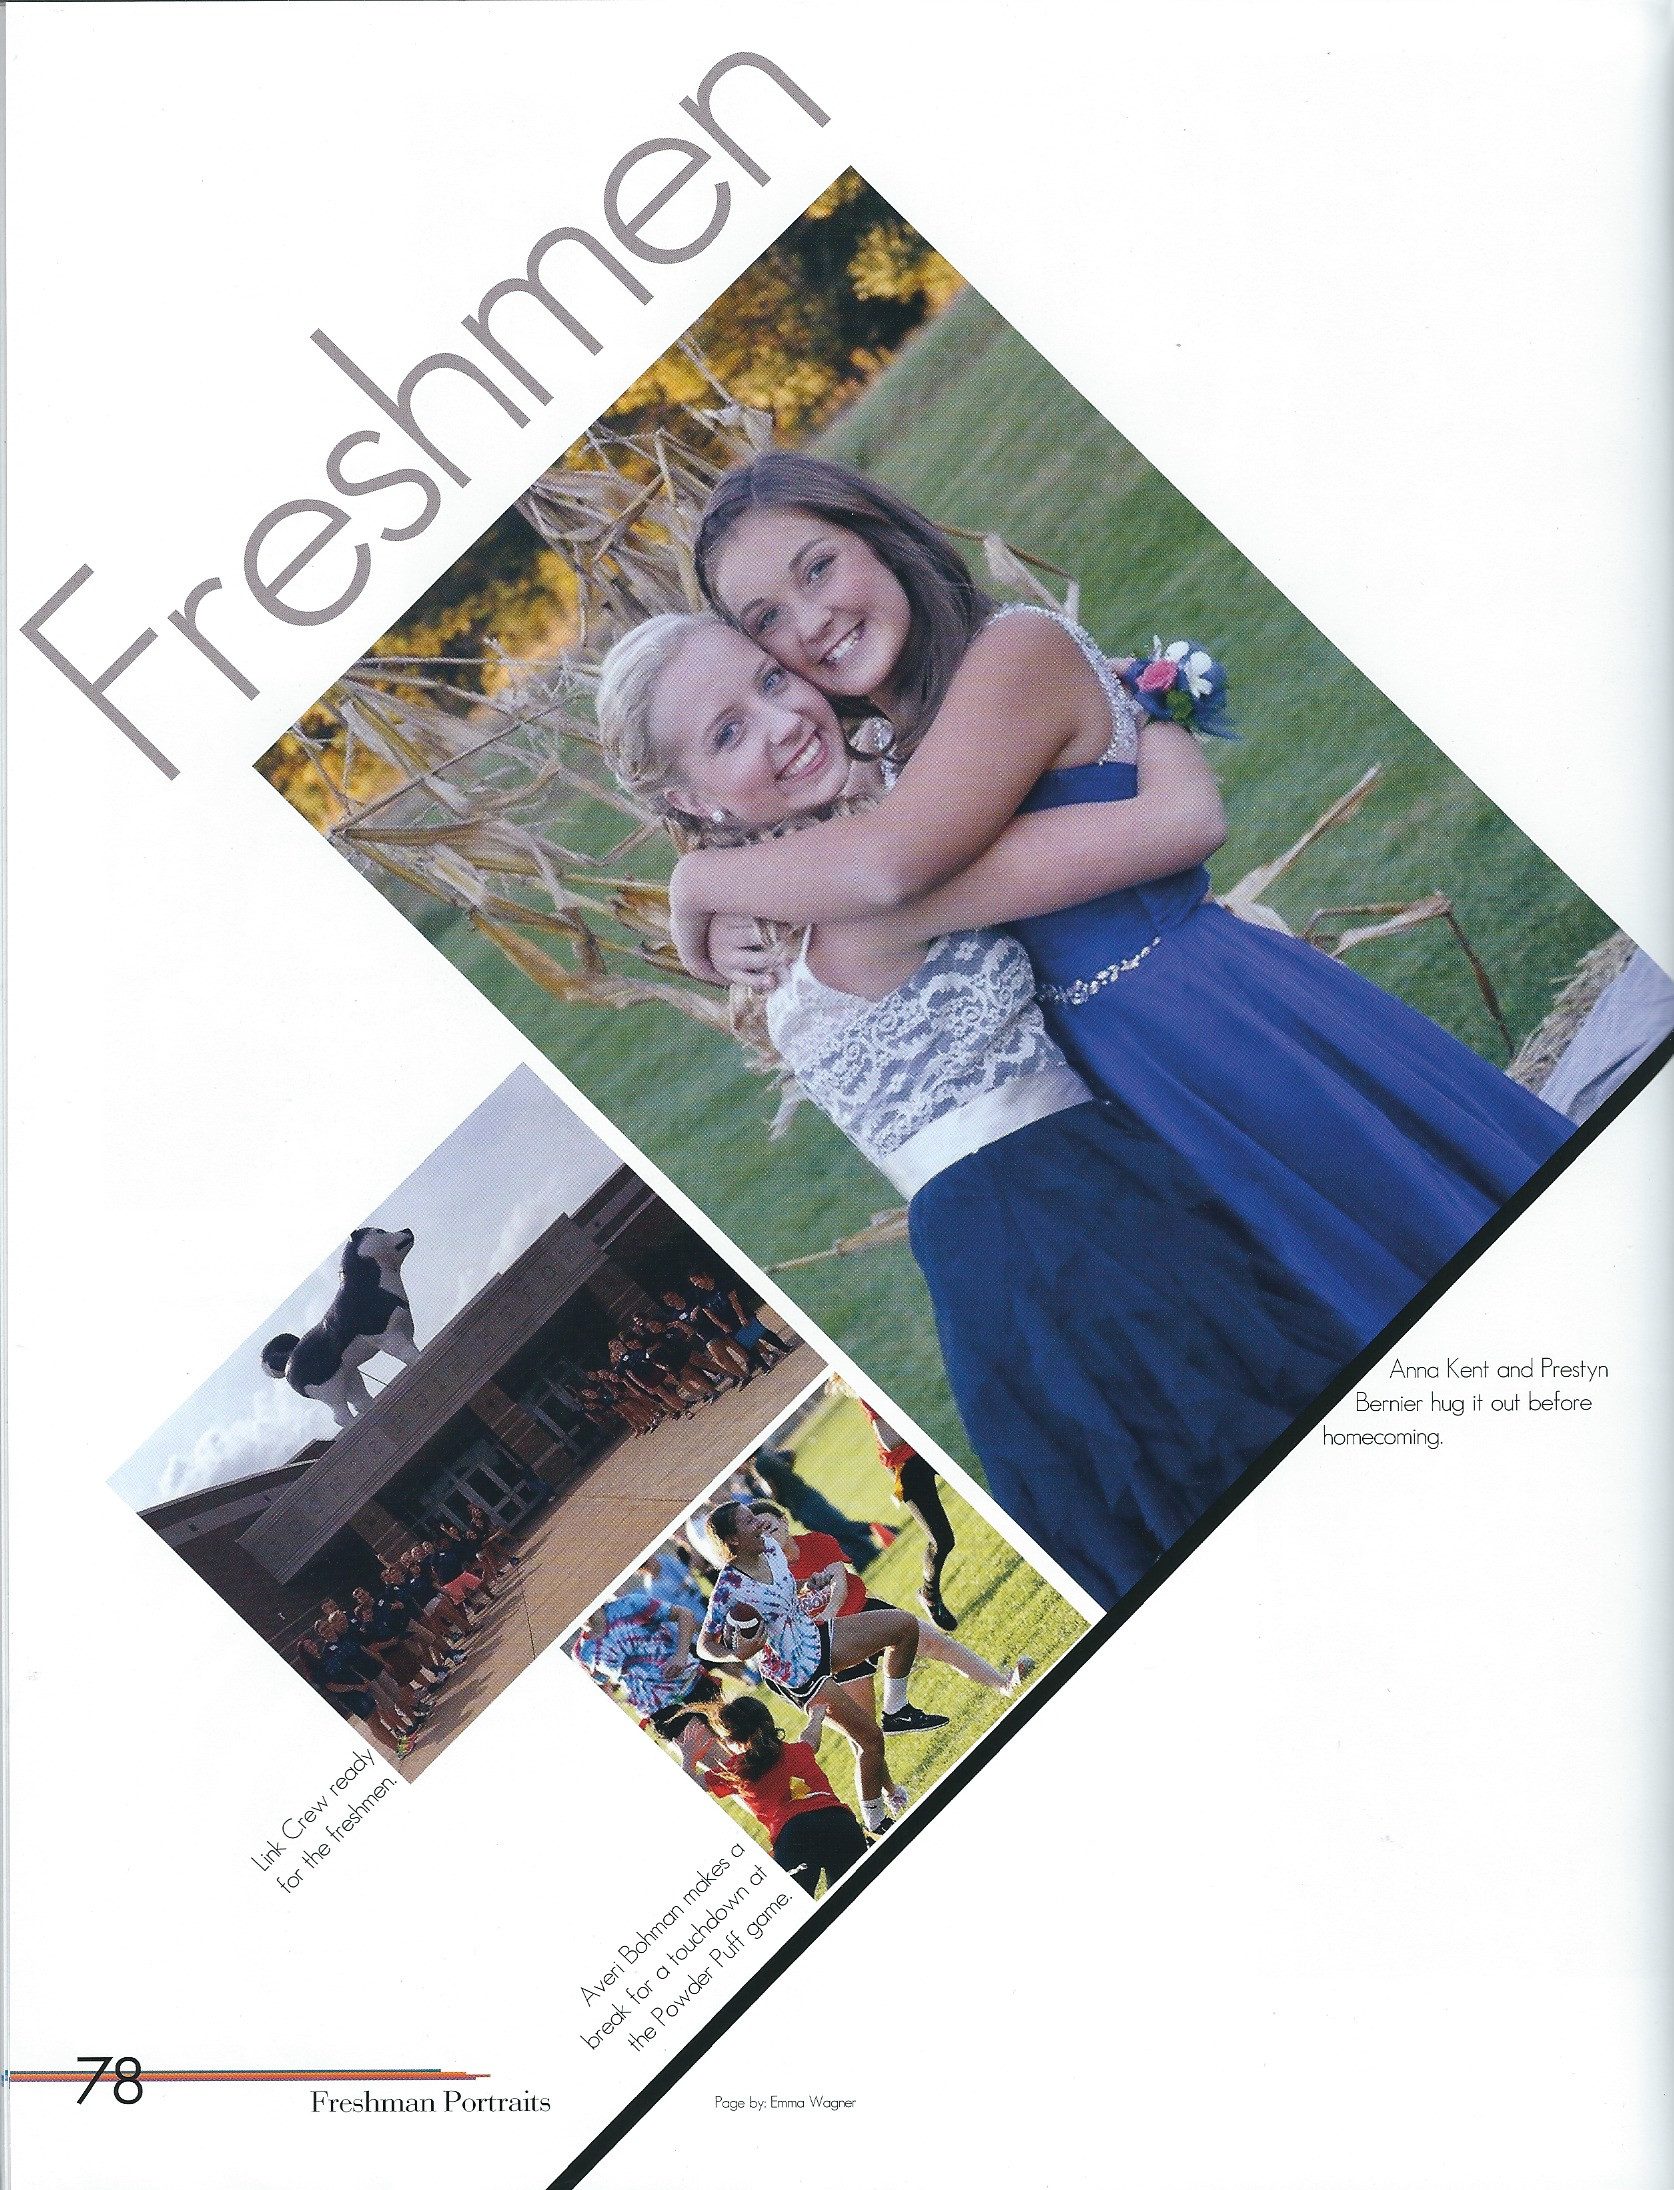 Freshmen
Anna Kent and Prestyn
Bernier hug it out before
homecoming.
Link Crew ready
for the freshmen.
Averi Bohman makes a
break for a touchdown at
the Powder Puff game.
78
Freshman Portraits
Page by: Emma Wagner